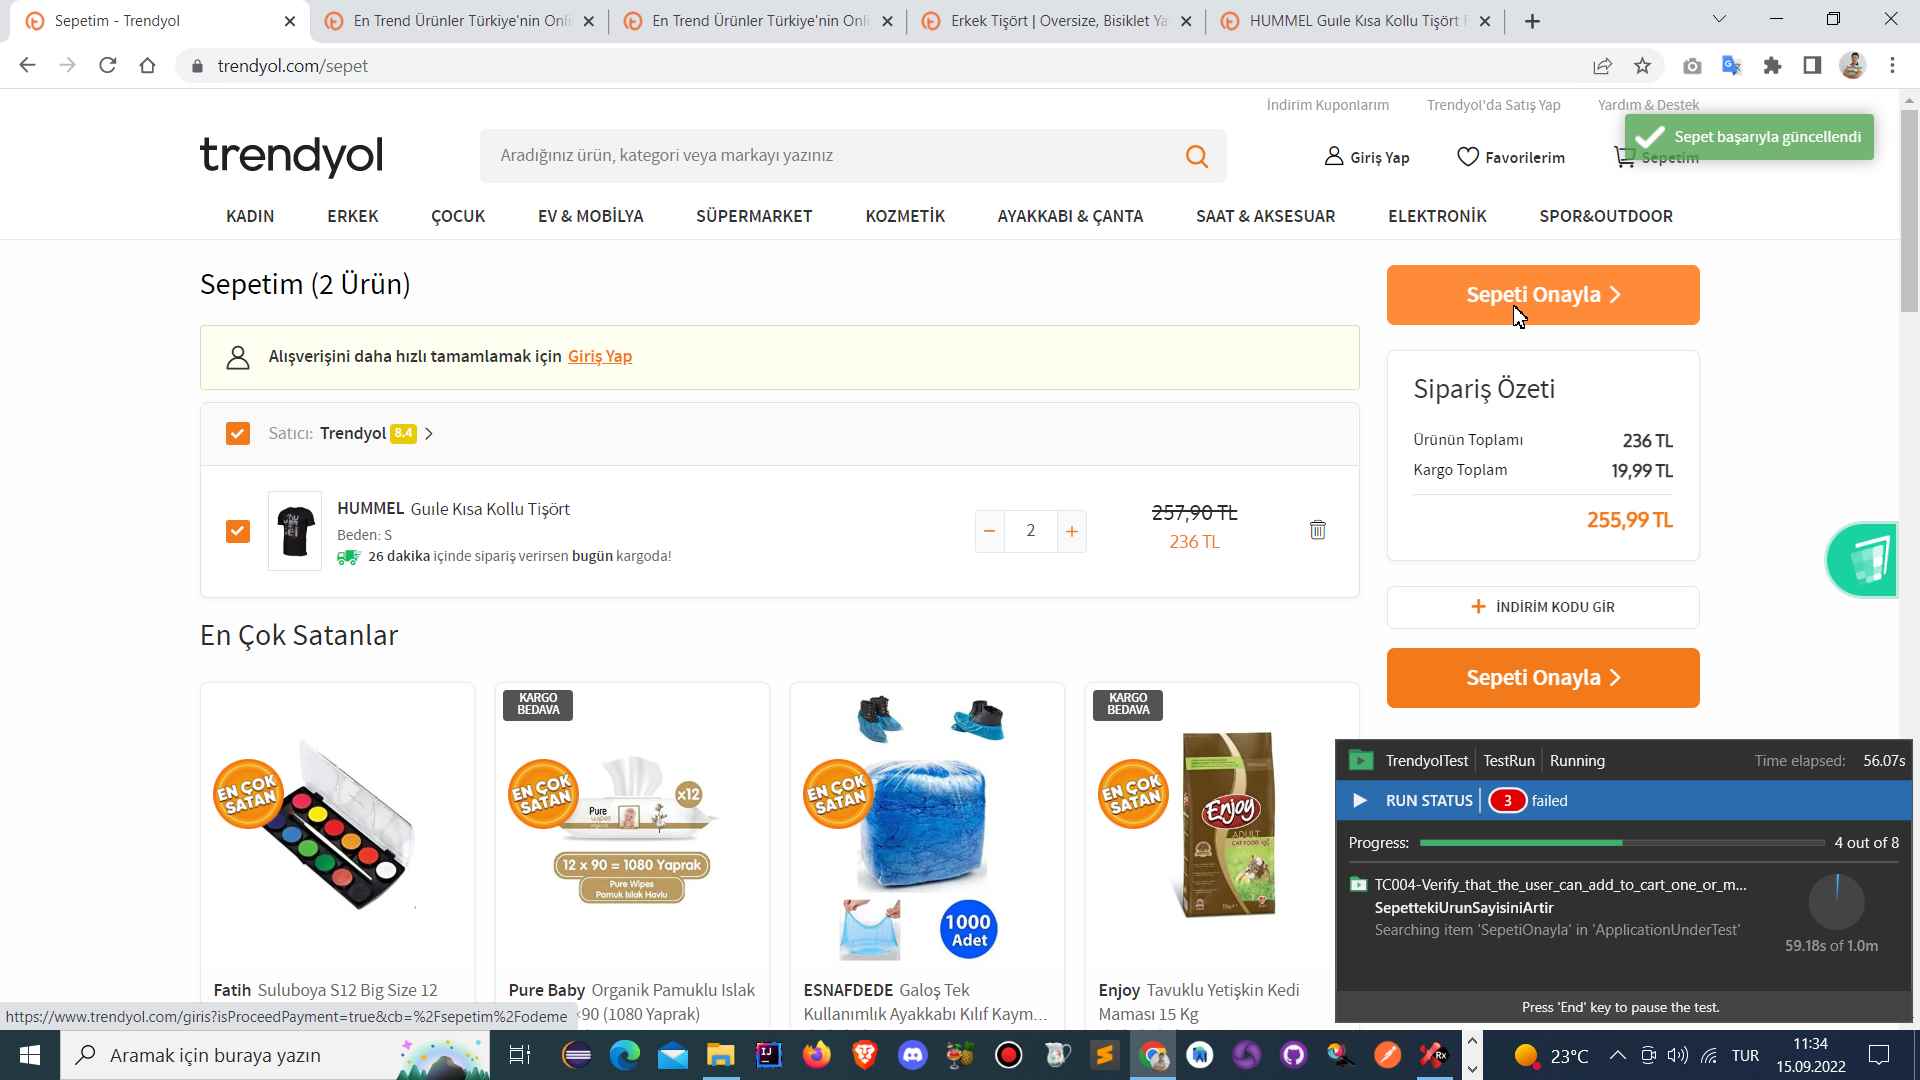 Sepetim - Trendyol
En Trend Ürünler Türkiye'nin Onli
En Trend Ürünler Türkiye'nin Onli
Erkek Tişört | Oversize, Bisiklet Ya
HUMMEL Guıle Kısa Kollu Tişört
trendyol.com/sepet
İndirim Kuponlarım
Trendyol'da Satış Yap
Yardım & Destek
trendyol
Aradığınız ürün, kategori veya markayı yazınız
Giriş Yap
Favorilerim
Sepetim
Sepet başarıyla güncellendi
KADIN
ERKEK
ÇOCUK
EV & MOBİLYA
SÜPERMARKET
KOZMETİK
AYAKKABI & ÇANTA
SAAT & AKSESUAR
ELEKTRONİK
SPOR&OUTDOOR
Sepetim (2 Ürün)
Sepeti Onayla
Alışverişini daha hızlı tamamlamak için Giriş Yap
Satıcı: Trendyol 8.4
HUMMEL Guıle Kısa Kollu Tişört
Beden: S
26 dakika içinde sipariş verirsen bugün kargoda!
2
257,90 TL
236 TL
Sipariş Özeti
Ürünün Toplamı 236 TL
Kargo Toplam 19,99 TL
255,99 TL
İNDİRİM KODU GİR
Sepeti Onayla
En Çok Satanlar
EN ÇOK
SATAN
Fatih Suluboya S12 Big Size 12
KARGO
BEDAVA
EN ÇOK
SATAN
Pure
wipes
x12
12 x 90 = 1080 Yaprak
Pure Wipes
Pamuk Islak Havlu
Pure Baby Organik Pamuklu Islak
x90 (1080 Yaprak)
EN ÇOK
SATAN
1000
Adet
ESNAFDEDE Galoş Tek
Kullanımlık Ayakkabı Kılıf Kaym...
KARGO
BEDAVA
EN ÇOK
SATAN
Enjoy
ADULT
CAT FOOD
Enjoy Tavuklu Yetişkin Kedi
Maması 15 Kg
TrendyolTest
TestRun
Running
Time elapsed: 56.07s
RUN STATUS
3 failed
Progress:
4 out of 8
TC004-Verify_that_the_user_can_add_to_cart_one_or_m...
SepettekiUrunSayisiniArtir
Searching item 'SepetiOnayla' in 'ApplicationUnderTest'
59.18s of 1.0m
Press 'End' key to pause the test.
https://www.trendyol.com/giris?isProceedPayment=true&cb=%2Fsepetim%2Fodeme
Aramak için buraya yazın
23°C
TUR
11:34
15.09.2022